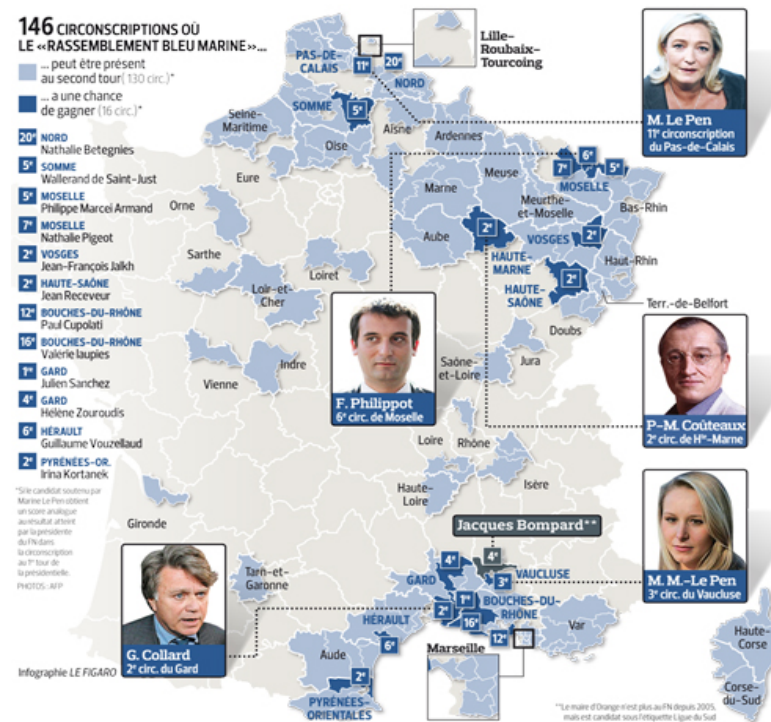 146 CIRCONSCRIPTIONS OÙ
LE «RASSEMBLEMENT BLEU MARINE»...
... peut être présent
au second tour (130 circ.)*
... a une chance
de gagner (16 circ.)*
20e NORD
Nathalie Betegnies
5e SOMME
Wallerand de Saint-Just
5e MOSELLE
Philippe Marcel Armand
7e MOSELLE
Nathalie Pigeot
2e VOSGES
Jean-François Jalkh
2e HAUTE-SAÔNE
Jean Receveur
12e BOUCHES-DU-RHÔNE
Paul Cupolati
16e BOUCHES-DU-RHÔNE
Valérie laupies
1re GARD
Julien Sanchez
4e GARD
Hélène Zouroudis
6e HÉRAULT
Guillaume Vouzellaud
2e PYRÉNÉES-OR.
Irina Kortanek
*Si le candidat soutenu par
Marine Le Pen obtient
un score analogue
au résultat atteint
par la présidente
du FN dans
la circonscription
au 1er tour de
la presidentielle.
PHOTOS : AFP
Infographie LE FIGARO
Lille-
Roubaix-
Tourcoing
PAS-DE-
CALAIS
11e
20e
NORD
SOMME
5e
Seine-
Maritime
Aisne
Ardennes
Oise
Eure
Orne
Marne
Meuse
6e
7e
5e
MOSELLE
Meurthe-
et-Moselle
Bas-Rhin
Aube
2e
HAUTE-
MARNE
VOSGES
2e
Haut-Rhin
HAUTE-
SAÔNE
2e
Terr.-de-Belfort
Doubs
Sarthe
Loiret
Loir-et-
Cher
Indre
Vienne
Saône-
et-Loire
Jura
Loire
Rhône
Isère
Haute-
Loire
Gironde
Tarn-et-
Garonne
M. Le Pen
11e circonscription
du Pas-de-Calais
F. Philippot
6e circ. de Moselle
P-M. Coûteaux
2e circ. de Hte-Marne
Jacques Bompard**
4e
4e
GARD
3e
VAUCLUSE
1re
2e
BOUCHES-DU-
RHÔNE
16e
12e
HÉRAULT
6e
Var
Marseille
M. M.-Le Pen
3e circ. du Vaucluse
G. Collard
2e circ. du Gard
Aude
2e
PYRÉNÉES-
ORIENTALES
Haute-
Corse
Corse-
du-Sud
**Le maire d'Orange n'est plus au FN depuis 2005,
mais est candidat sous l'étiquette Ligue du Sud